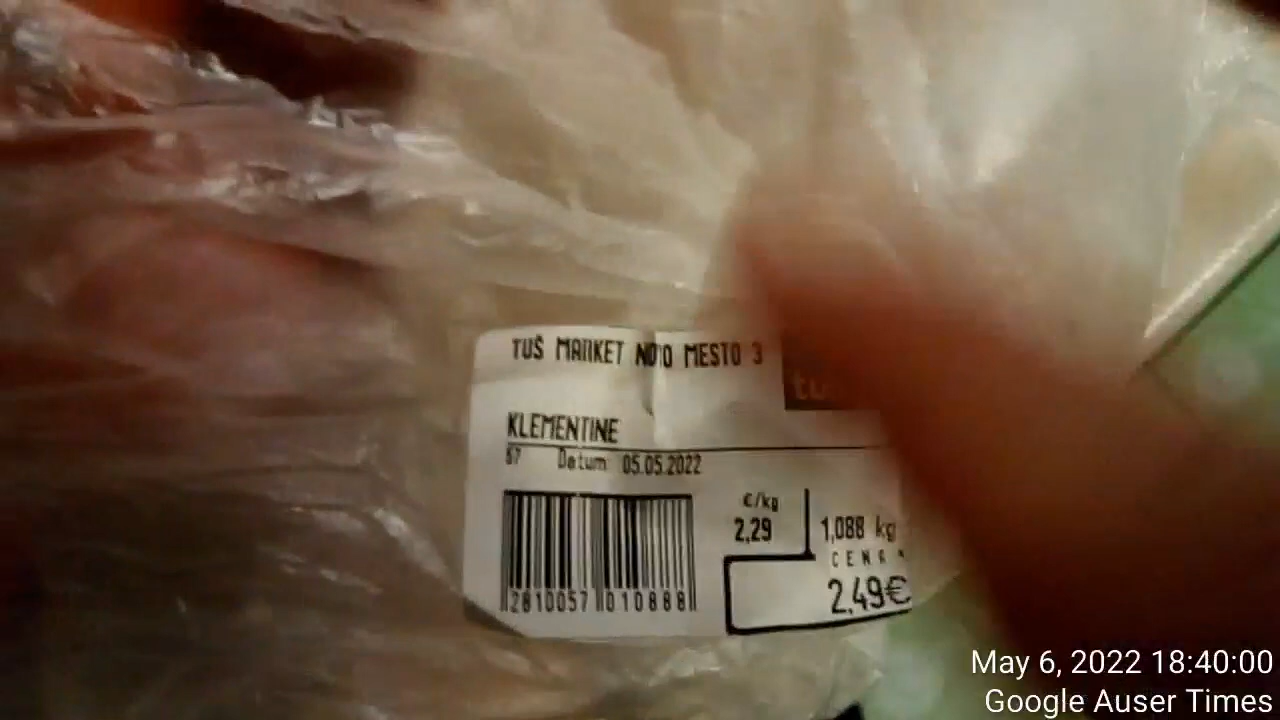 TUŠ MARKET NOVO MESTO 3
KLEMENTINE
67 Datum 05.05.2022
€/kg
2,29
1,088 kg
CENA
2,49€
2810057 010888
May 6, 2022 18:40:00
Google Auser Times